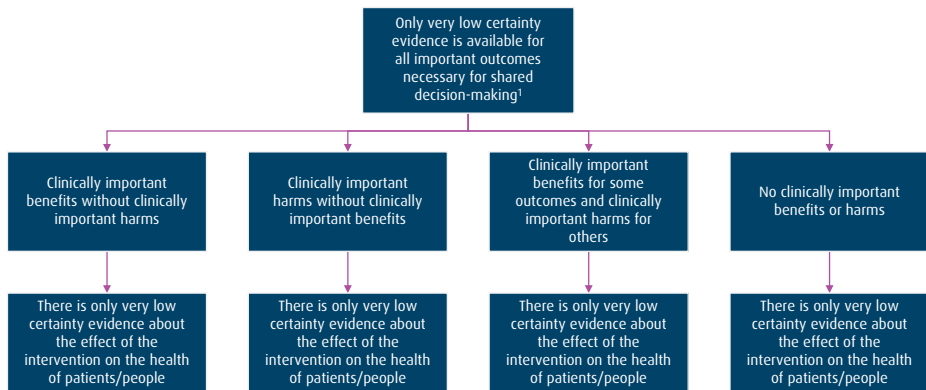 Only very low certainty
evidence is available for
all important outcomes
necessary for shared
decision-making¹
Clinically important
benefits without clinically
important harms
Clinically important
harms without clinically
important benefits
Clinically important
benefits for some
outcomes and clinically
important harms for
others
No clinically important
benefits or harms
There is only very low
certainty evidence about
the effect of the
intervention on the health
of patients/people
There is only very low
certainty evidence about
the effect of the
intervention on the health
of patients/people
There is only very low
certainty evidence about
the effect of the
intervention on the health
of patients/people
There is only very low
certainty evidence about
the effect of the
intervention on the health
of patients/people